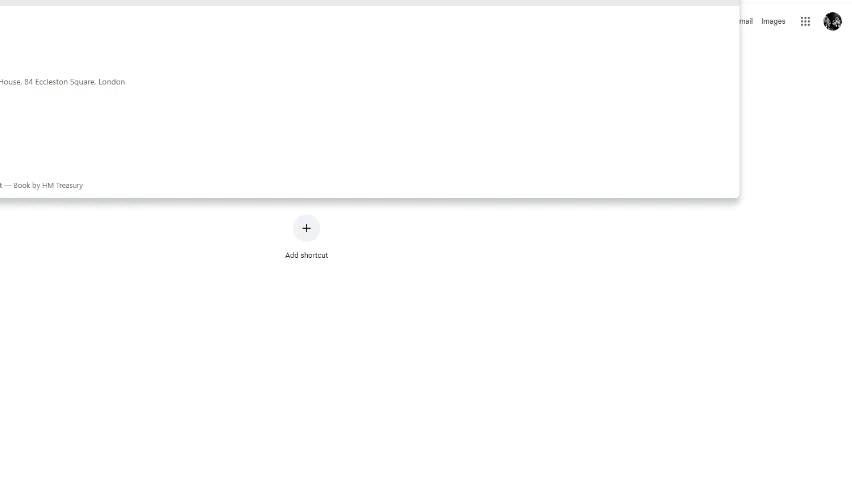 mail Images
House, 84 Eccleston Square, London
t — Book by HM Treasury
Add shortcut